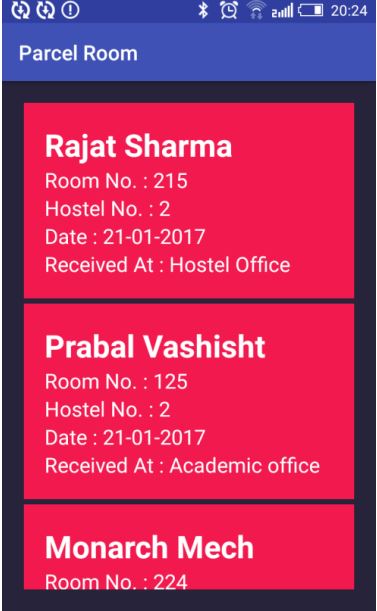 20:24
Parcel Room
Rajat Sharma
Room No. : 215
Hostel No. : 2
Date : 21-01-2017
Received At : Hostel Office
Prabal Vashisht
Room No. : 125
Hostel No. : 2
Date : 21-01-2017
Received At : Academic office
Monarch Mech
Room No. : 224